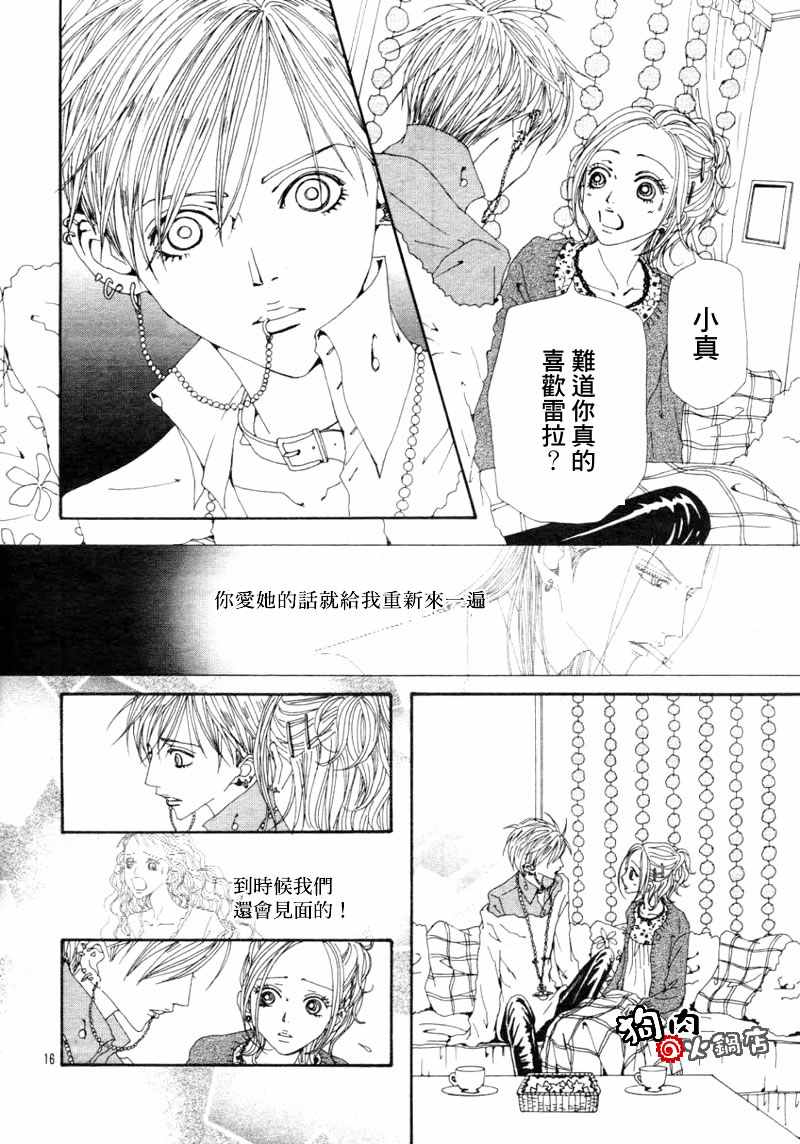 小真
難道你真的
喜歡雷拉？
你愛她的話就給我重新來一遍
到時候我們
還會見面的！
16
狗肉
火鍋店